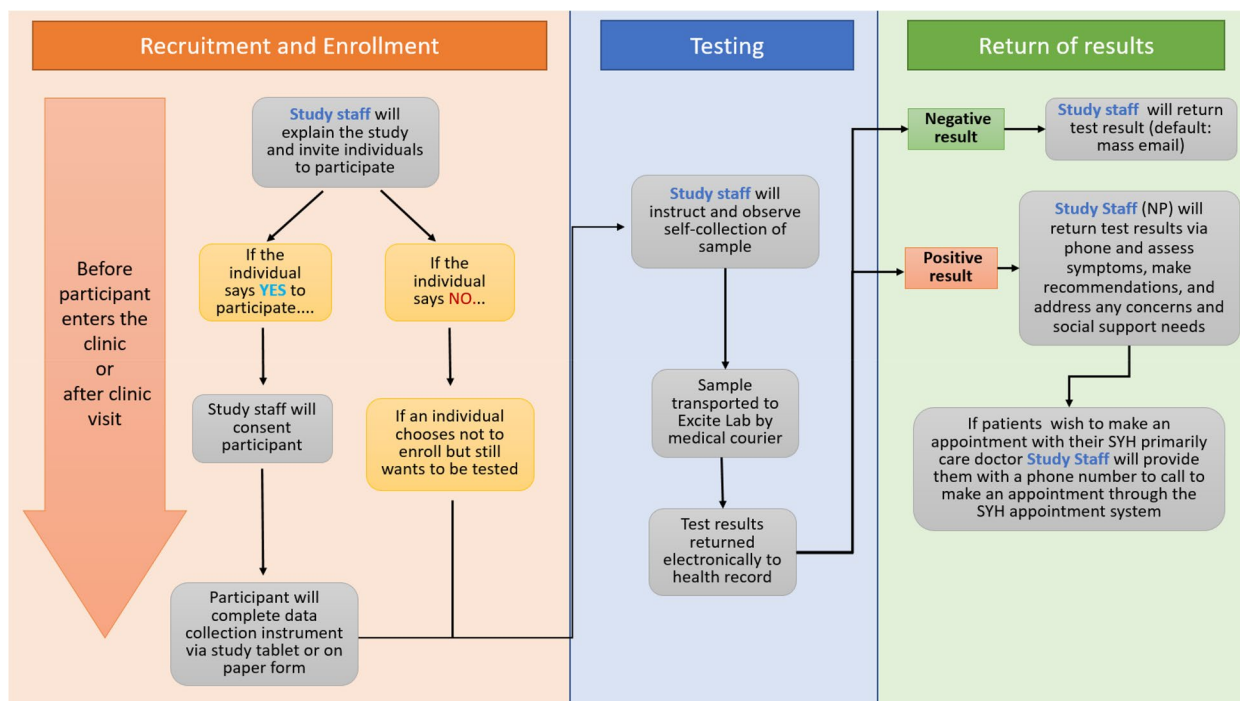 Recruitment and Enrollment
Before
participant
enters the
clinic
or
after clinic
visit
Study staff will
explain the study
and invite individuals
to participate
If the
individual
says YES to
participate....
If the
individual
says NO...
Study staff will
consent
participant
If an individual
chooses not to
enroll but still
wants to be tested
Participant will
complete data
collection instrument
via study tablet or on
paper form
Testing
Study staff will
instruct and observe
self-collection of
sample
Sample
transported to
Excite Lab by
medical courier
Test results
returned
electronically to
health record
Return of results
Negative
result
Study staff will return
test result (default:
mass email)
Positive
result
Study Staff (NP) will
return test results via
phone and assess
symptoms, make
recommendations, and
address any concerns and
social support needs
If patients wish to make an
appointment with their SYH primarily
care doctor Study Staff will provide
them with a phone number to call to
make an appointment through the
SYH appointment system